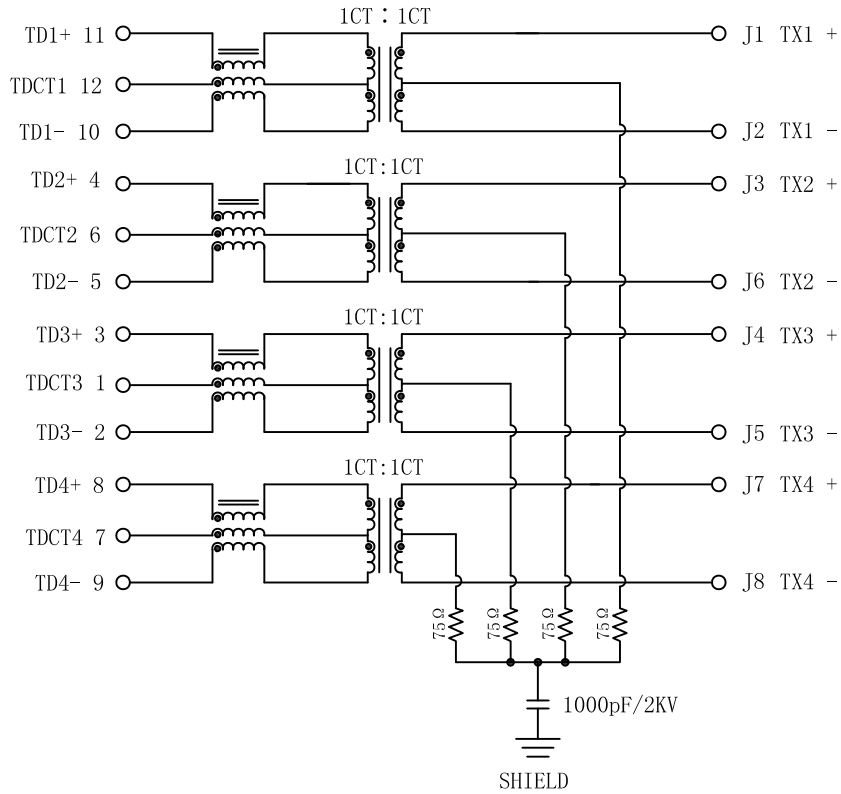 1CT : 1CT
TD1+ 11
J1 TX1 +
TDCT1 12
TD1- 10
J2 TX1 -
1CT:1CT
TD2+ 4
J3 TX2 +
TDCT2 6
TD2- 5
J6 TX2 -
1CT:1CT
TD3+ 3
J4 TX3 +
TDCT3 1
TD3- 2
J5 TX3 -
1CT:1CT
TD4+ 8
J7 TX4 +
TDCT4 7
TD4- 9
J8 TX4 -
75Ω
75Ω
75Ω
75Ω
1000pF/2KV
SHIELD